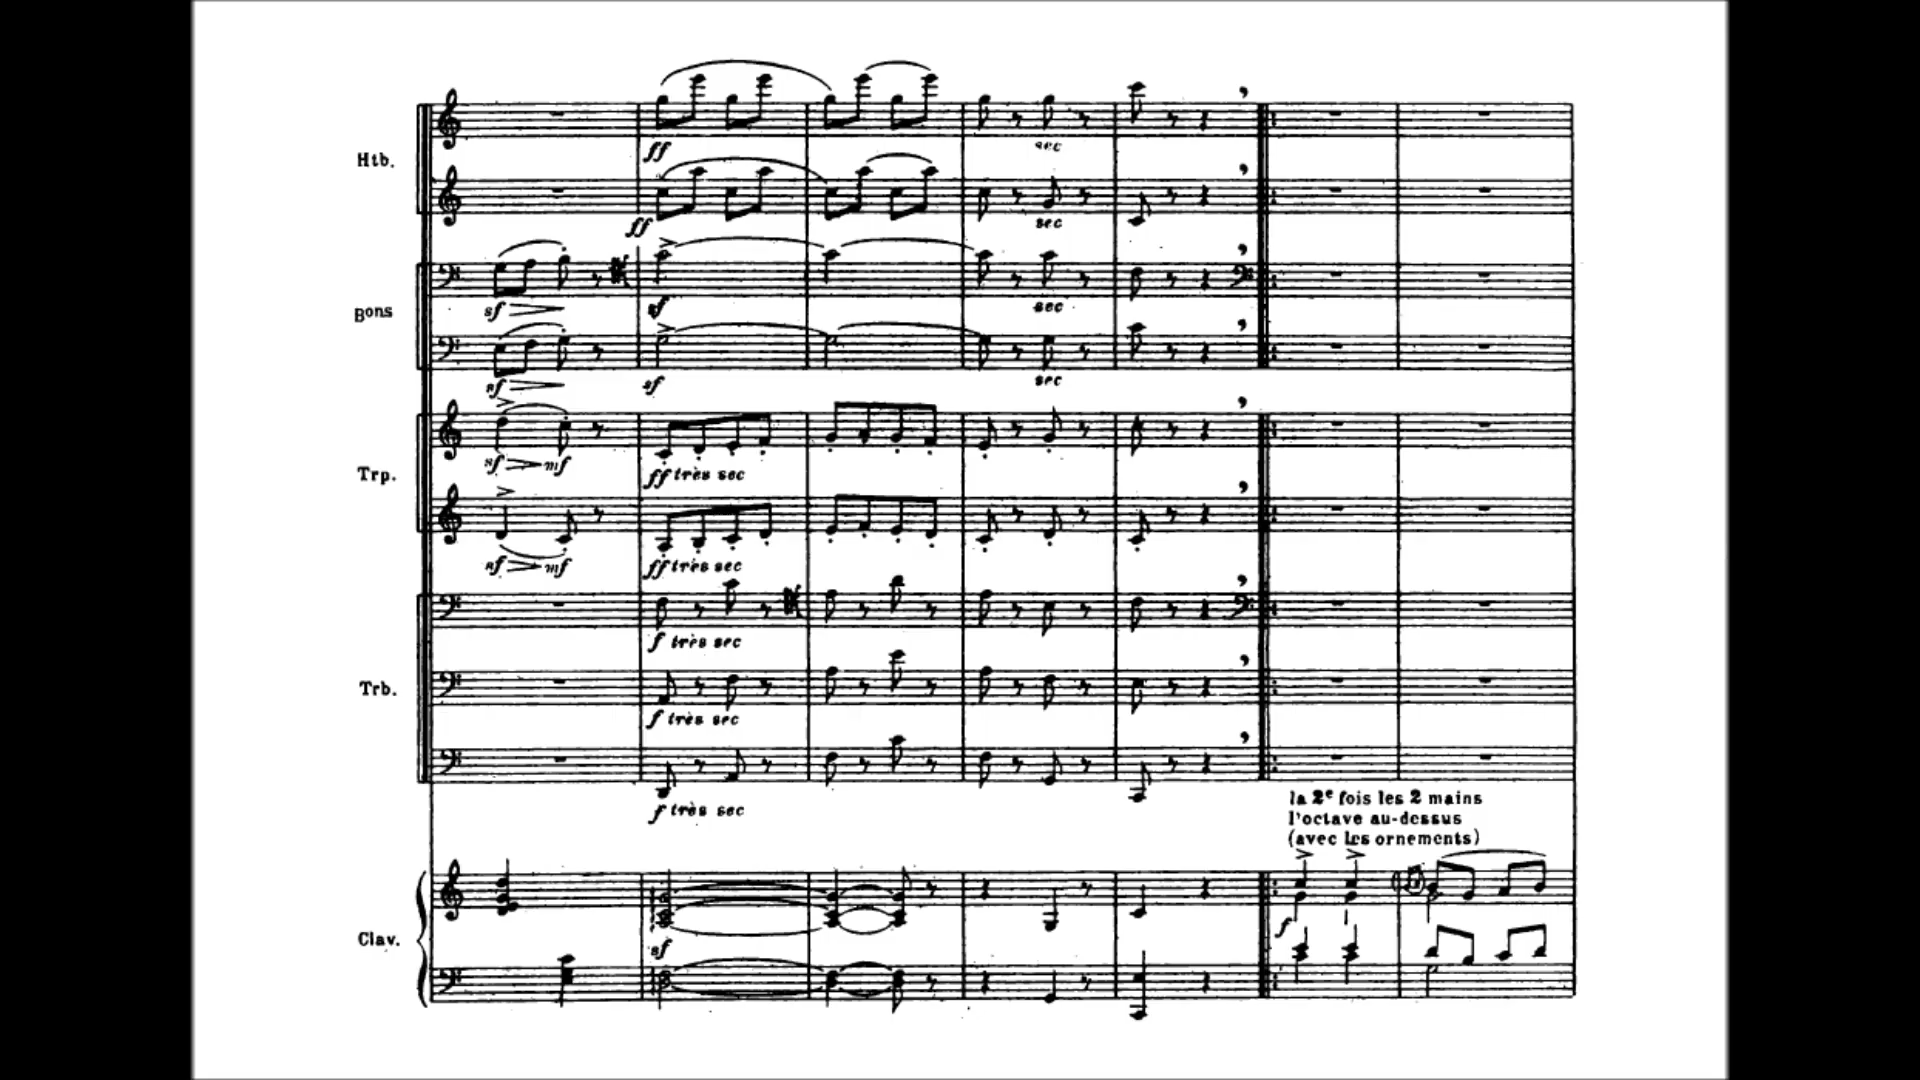 Htb.
ff
sec
ff
sec
Bons
sf
sf
sec
sf
sf
sec
Trp.
sf mf
ff très sec
sf mf
ff très sec
Trb.
f très sec
f très sec
f très sec
la 2e fois les 2 mains
l'octave au-dessus
(avec les ornements)
Clav.
sf
f